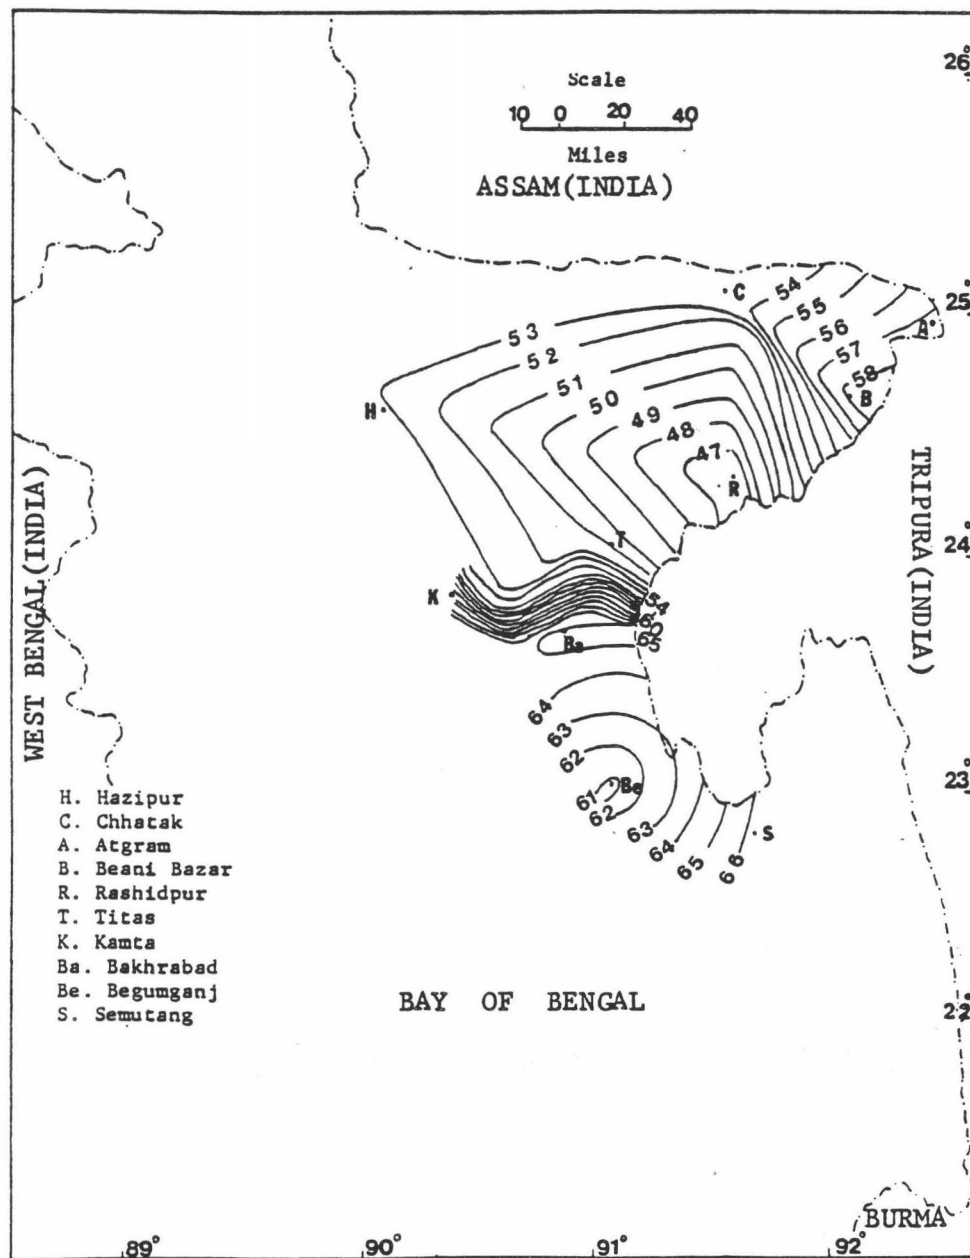 26°
Scale
10 0 20 40
Miles
ASSAM(INDIA)
54
C
25°
55
A
53
56
52
57
51
58
B
50
H
49
48
47
R
WEST BENGAL(INDIA)
TRIPURA(INDIA)
24°
T
K
54
60
65
Ba
64
63
62
23°
61
Be
62
63
64
S
65
66
H. Hazipur
C. Chhatak
A. Atgram
B. Beani Bazar
R. Rashidpur
T. Titas
K. Kamta
Ba. Bakhrabad
Be. Begumganj
S. Semutang
BAY OF BENGAL
22°
BURMA
89°
90°
91°
92°